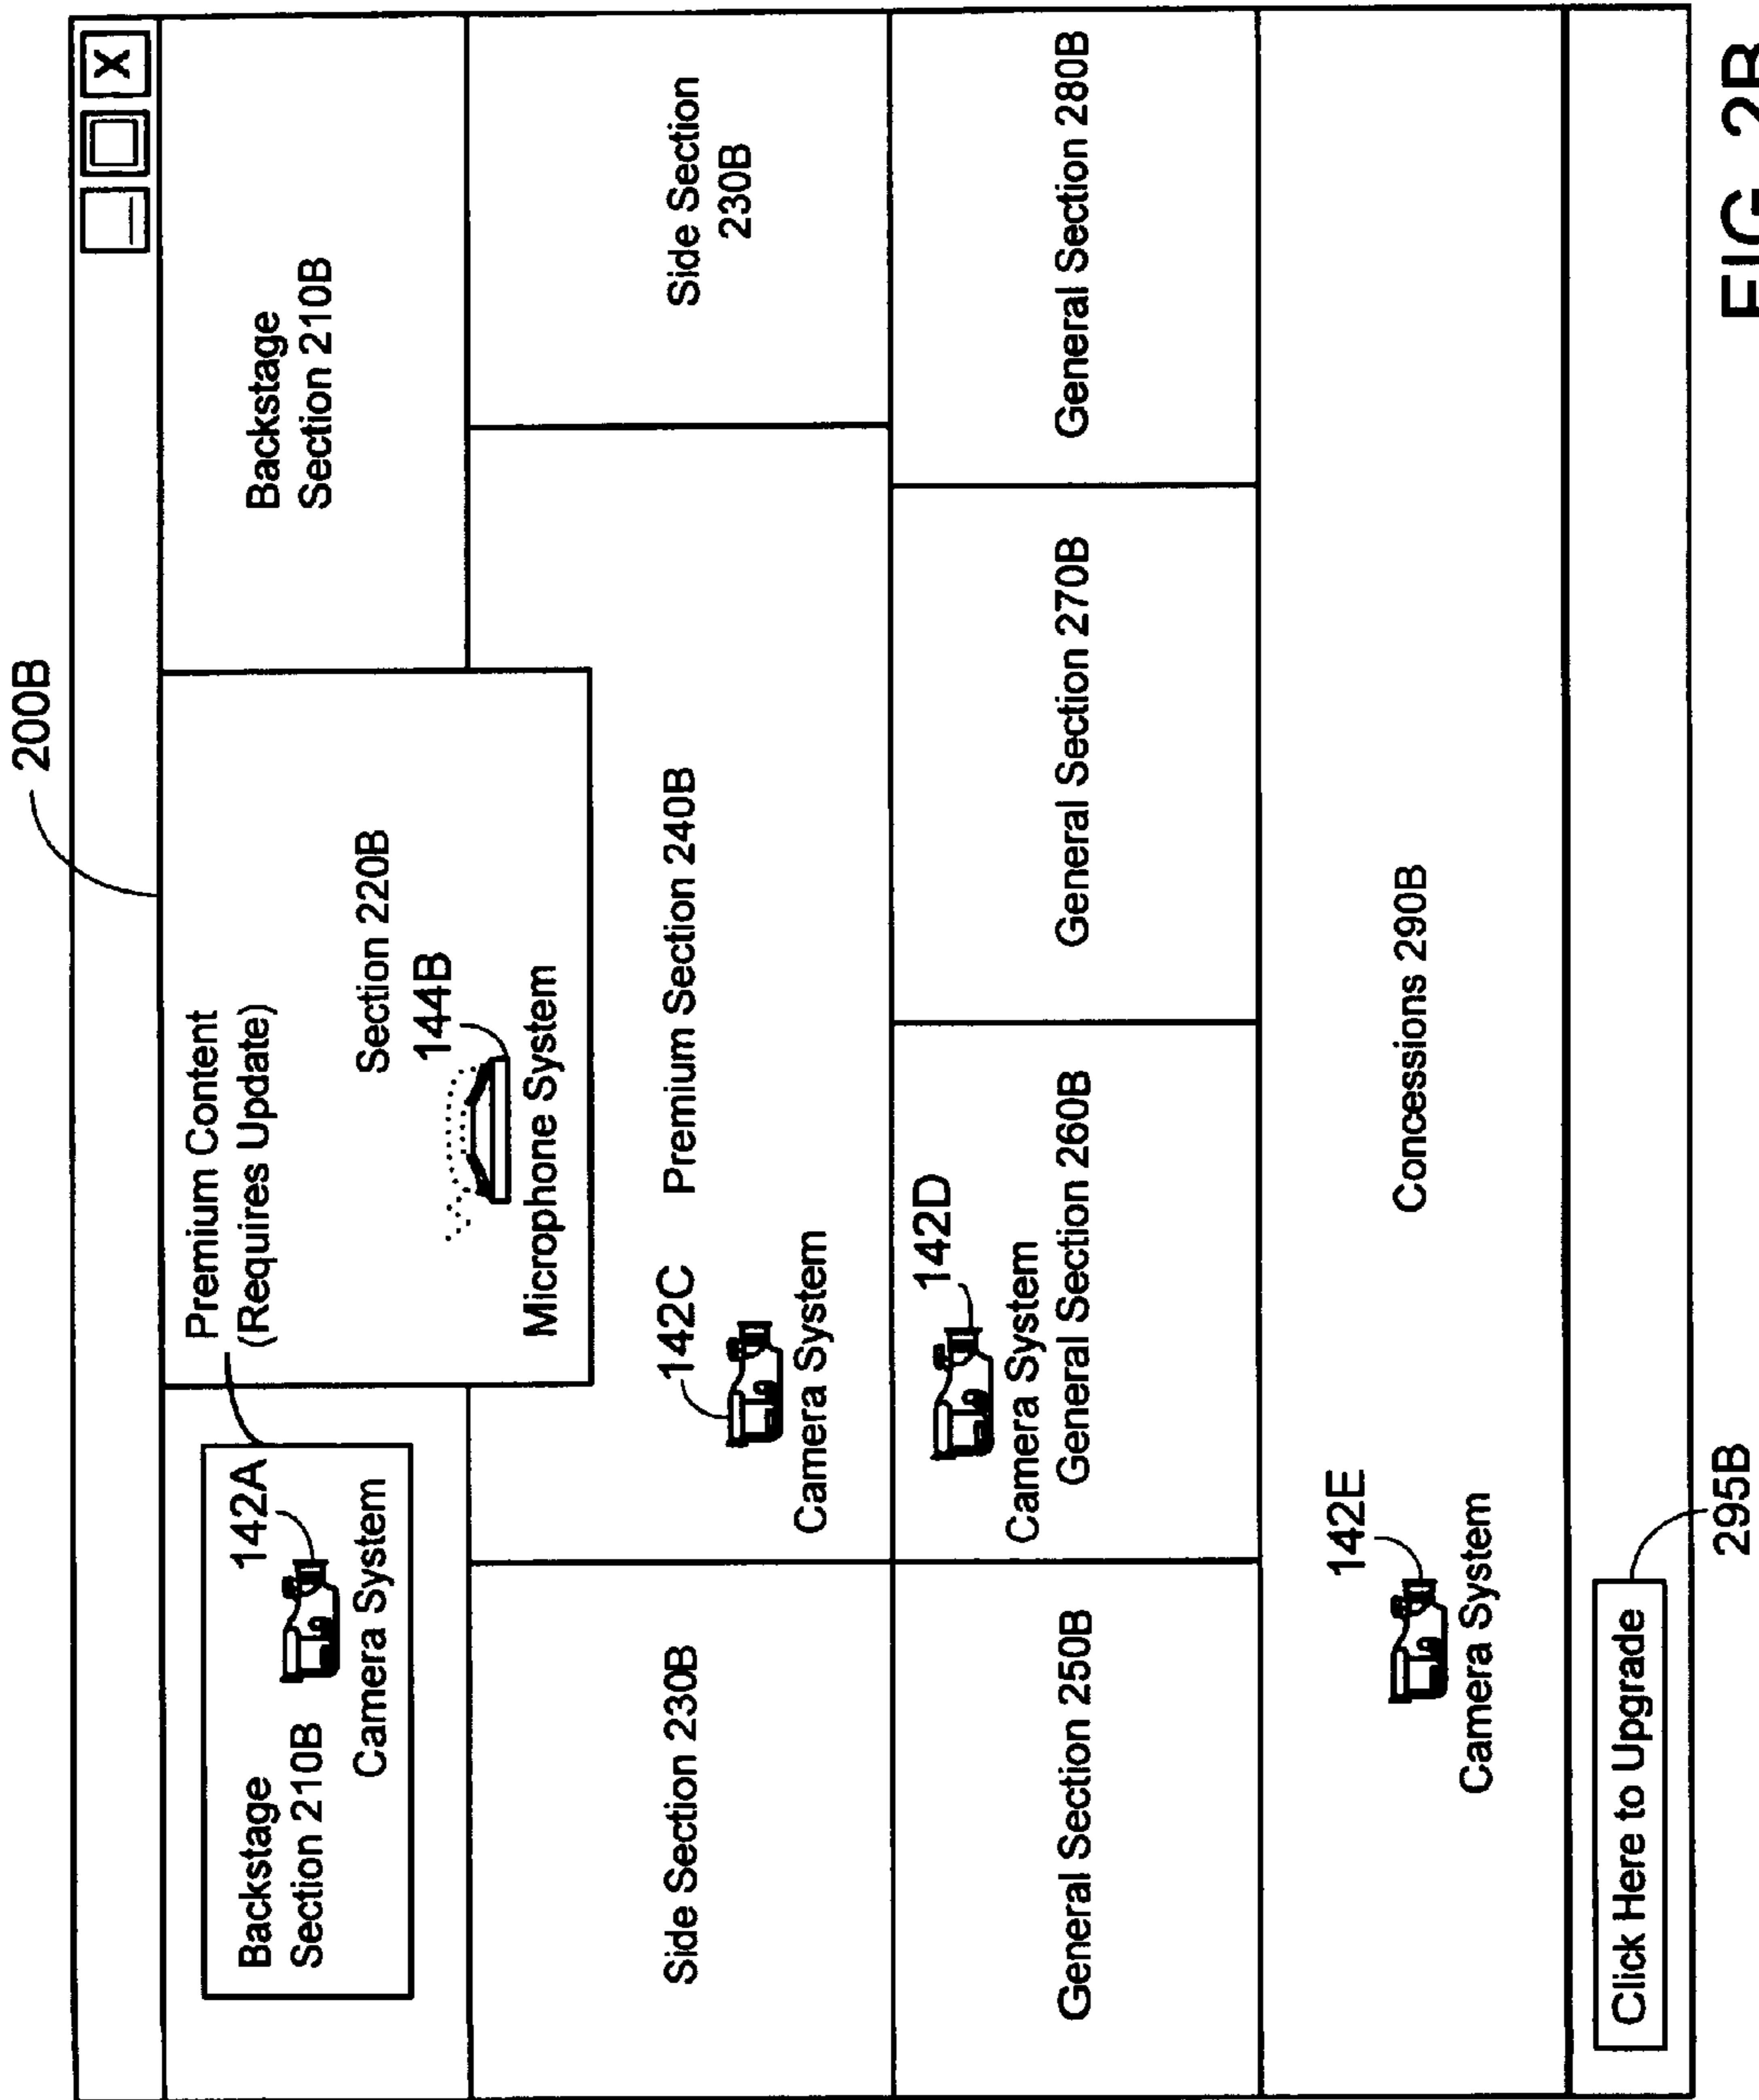 200B
X
Premium Content
(Requires Update)
Backstage
Section 210B
142A
Camera System
Section 220B
144B
Microphone System
Backstage
Section 210B
Side Section 230B
142C
Premium Section 240B
Camera System
Side Section
230B
General Section 250B
142D
Camera System
General Section 260B
General Section 270B
General Section 280B
142E
Camera System
Concessions 290B
Click Here to Upgrade
295B
FIG. 2B